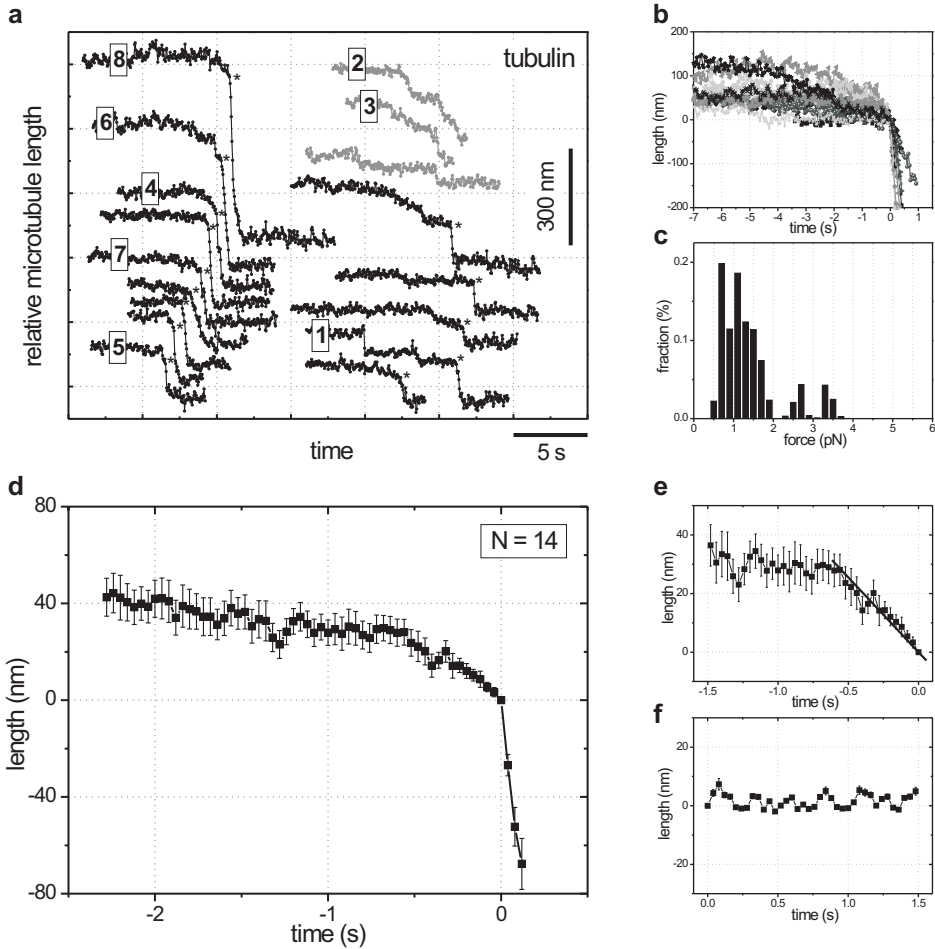 a
tubulin
8
6
4
7
5
2
3
1
*
300 nm
relative microtubule length
time
5 s
b
200
100
0
-100
-200
length (nm)
-7 -6 -5 -4 -3 -2 -1 0 1
time (s)
c
0.2
0.1
0.0
fraction (%)
0 1 2 3 4 5 6
force (pN)
d
N = 14
80
40
0
-40
-80
length (nm)
-2 -1 0
time (s)
e
40
20
0
length (nm)
-1.5 -1.0 -0.5 0.0
time (s)
f
20
0
-20
length (nm)
0.0 0.5 1.0 1.5
time (s)